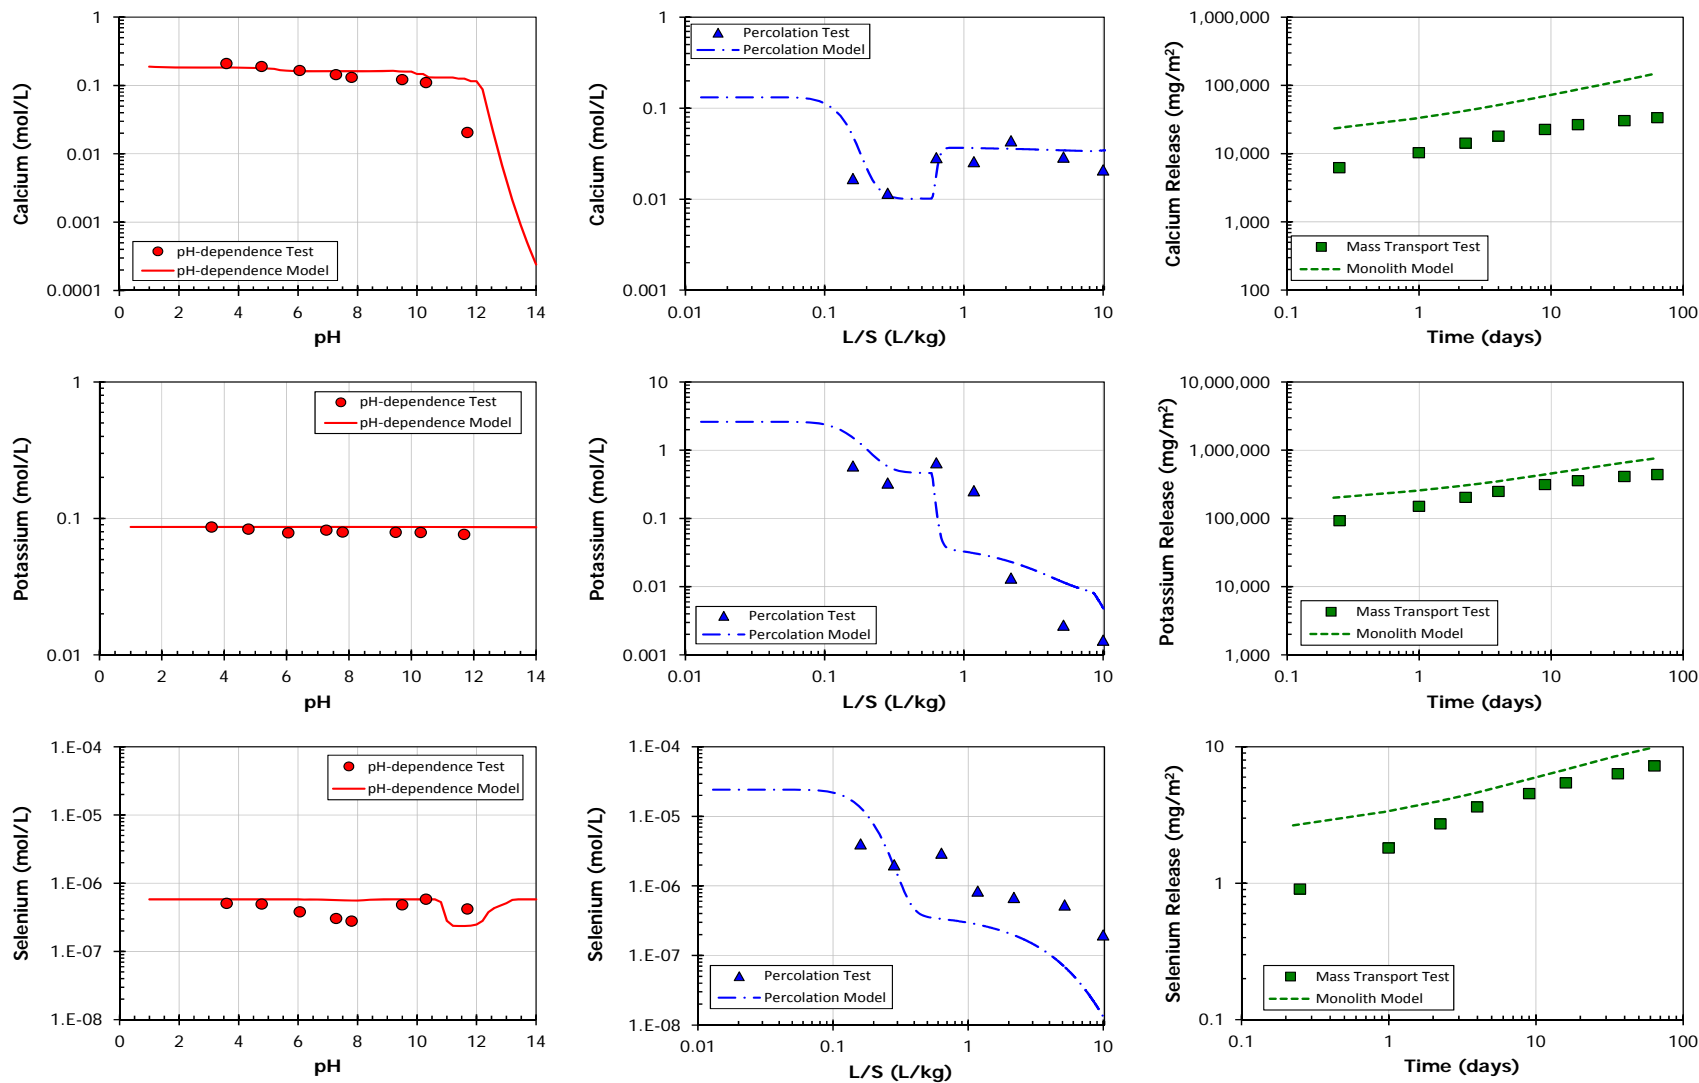 Calcium (mol/L)
1
0.1
0.01
0.001
0.0001
pH-dependence Test
pH-dependence Model
0 2 4 6 8 10 12 14
pH
Calcium (mol/L)
1
0.1
0.01
0.001
Percolation Test
Percolation Model
0.01 0.1 1 10
L/S (L/kg)
Calcium Release (mg/m²)
1,000,000
100,000
10,000
1,000
100
Mass Transport Test
Monolith Model
0.1 1 10 100
Time (days)
Potassium (mol/L)
1
0.1
0.01
pH-dependence Test
pH-dependence Model
0 2 4 6 8 10 12 14
pH
Potassium (mol/L)
10
1
0.1
0.01
0.001
Percolation Test
Percolation Model
0.01 0.1 1 10
L/S (L/kg)
Potassium Release (mg/m²)
10,000,000
1,000,000
100,000
10,000
1,000
Mass Transport Test
Monolith Model
0.1 1 10 100
Time (days)
Selenium (mol/L)
1.E-04
1.E-05
1.E-06
1.E-07
1.E-08
pH-dependence Test
pH-dependence Model
0 2 4 6 8 10 12 14
pH
Selenium (mol/L)
1.E-04
1.E-05
1.E-06
1.E-07
1.E-08
Percolation Test
Percolation Model
0.01 0.1 1 10
L/S (L/kg)
Selenium Release (mg/m²)
10
1
0.1
Mass Transport Test
Monolith Model
0.1 1 10 100
Time (days)